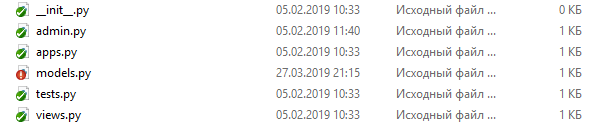 __init__.py 05.02.2019 10:33 Исходный файл ... 0 КБ
admin.py 05.02.2019 11:40 Исходный файл ... 1 КБ
apps.py 05.02.2019 10:33 Исходный файл ... 1 КБ
models.py 27.03.2019 21:15 Исходный файл ... 1 КБ
tests.py 05.02.2019 10:33 Исходный файл ... 1 КБ
views.py 05.02.2019 10:33 Исходный файл ... 1 КБ